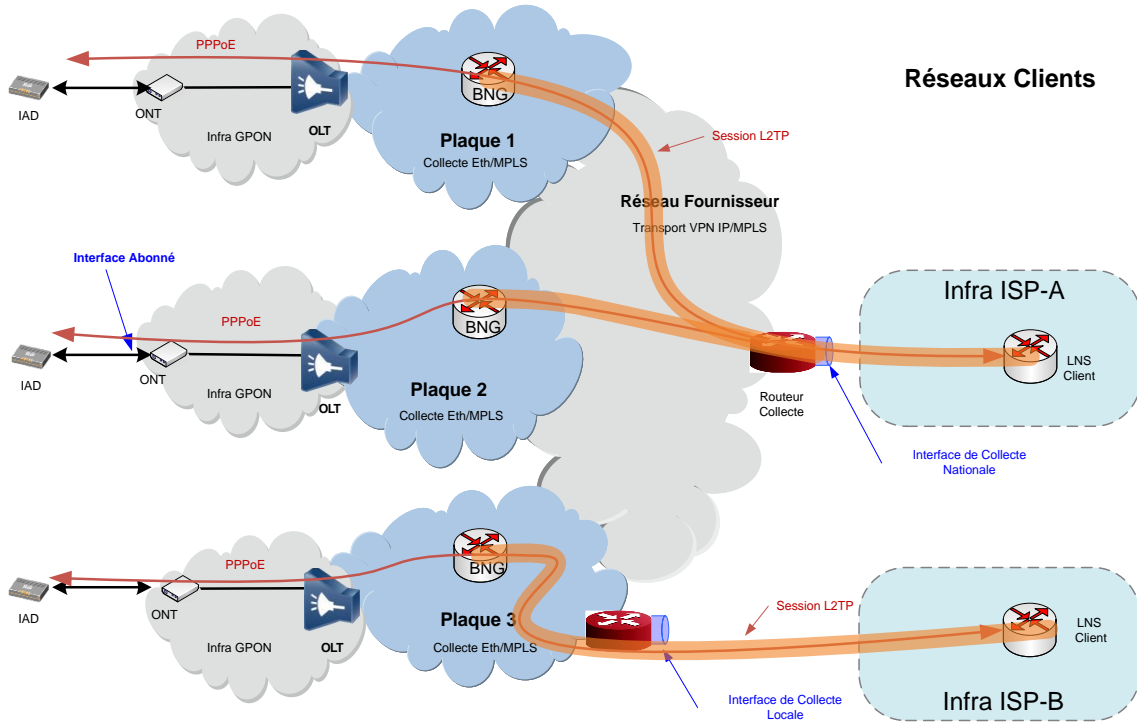 PPPoE
IAD
ONT
Infra GPON
OLT
BNG
Plaque 1
Collecte Eth/MPLS
Session L2TP
Réseaux Clients
Réseau Fournisseur
Transport VPN IP/MPLS
Interface Abonné
PPPoE
IAD
ONT
Infra GPON
OLT
BNG
Plaque 2
Collecte Eth/MPLS
Routeur
Collecte
Infra ISP-A
LNS
Client
Interface de Collecte
Nationale
PPPoE
IAD
ONT
Infra GPON
OLT
BNG
Plaque 3
Collecte Eth/MPLS
Session L2TP
Interface de Collecte
Locale
LNS
Client
Infra ISP-B